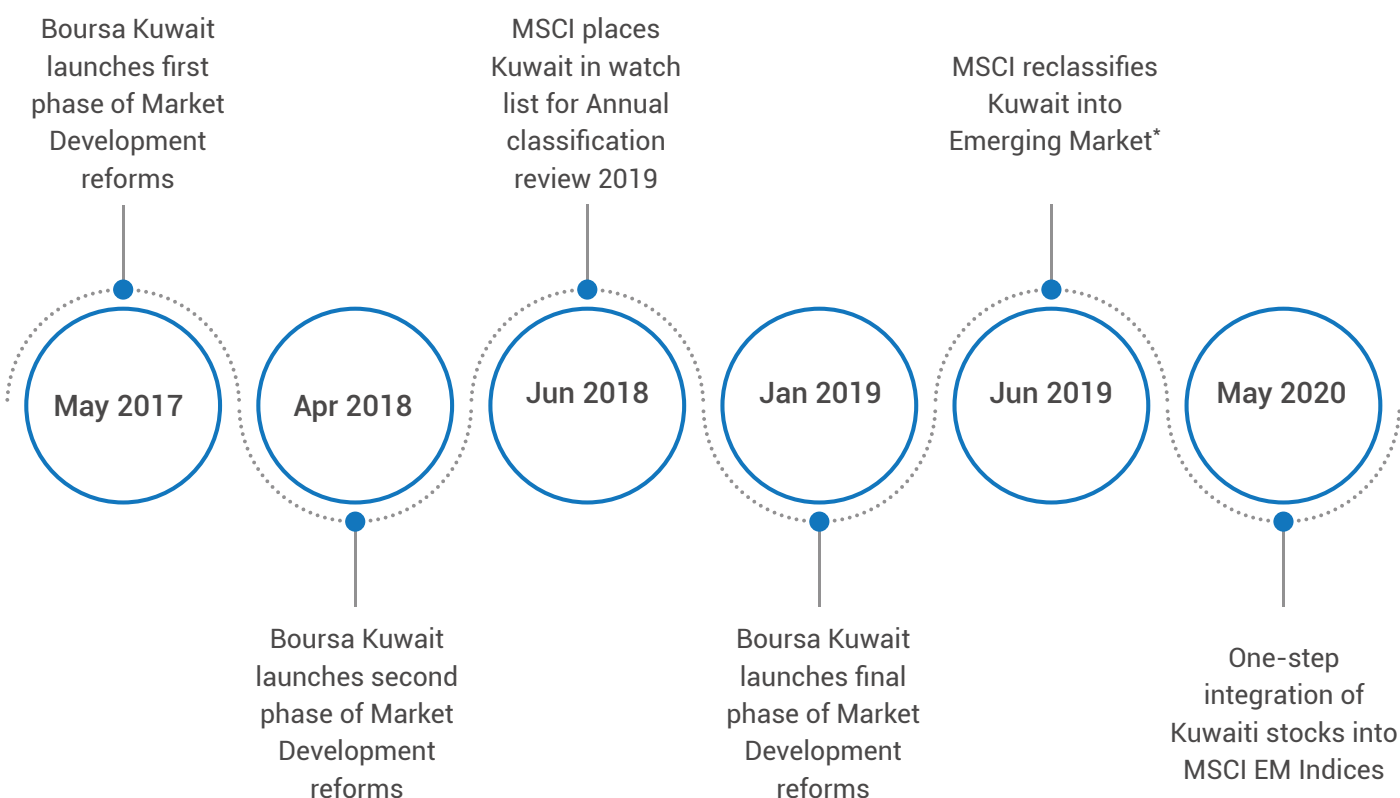 Boursa Kuwait
launches first
phase of Market
Development
reforms
MSCI places
Kuwait in watch
list for Annual
classification
review 2019
MSCI reclassifies
Kuwait into
Emerging Market*
May 2017
Apr 2018
Jun 2018
Jan 2019
Jun 2019
May 2020
Boursa Kuwait
launches second
phase of Market
Development
reforms
Boursa Kuwait
launches final
phase of Market
Development
reforms
One-step
integration of
Kuwaiti stocks into
MSCI EM Indices